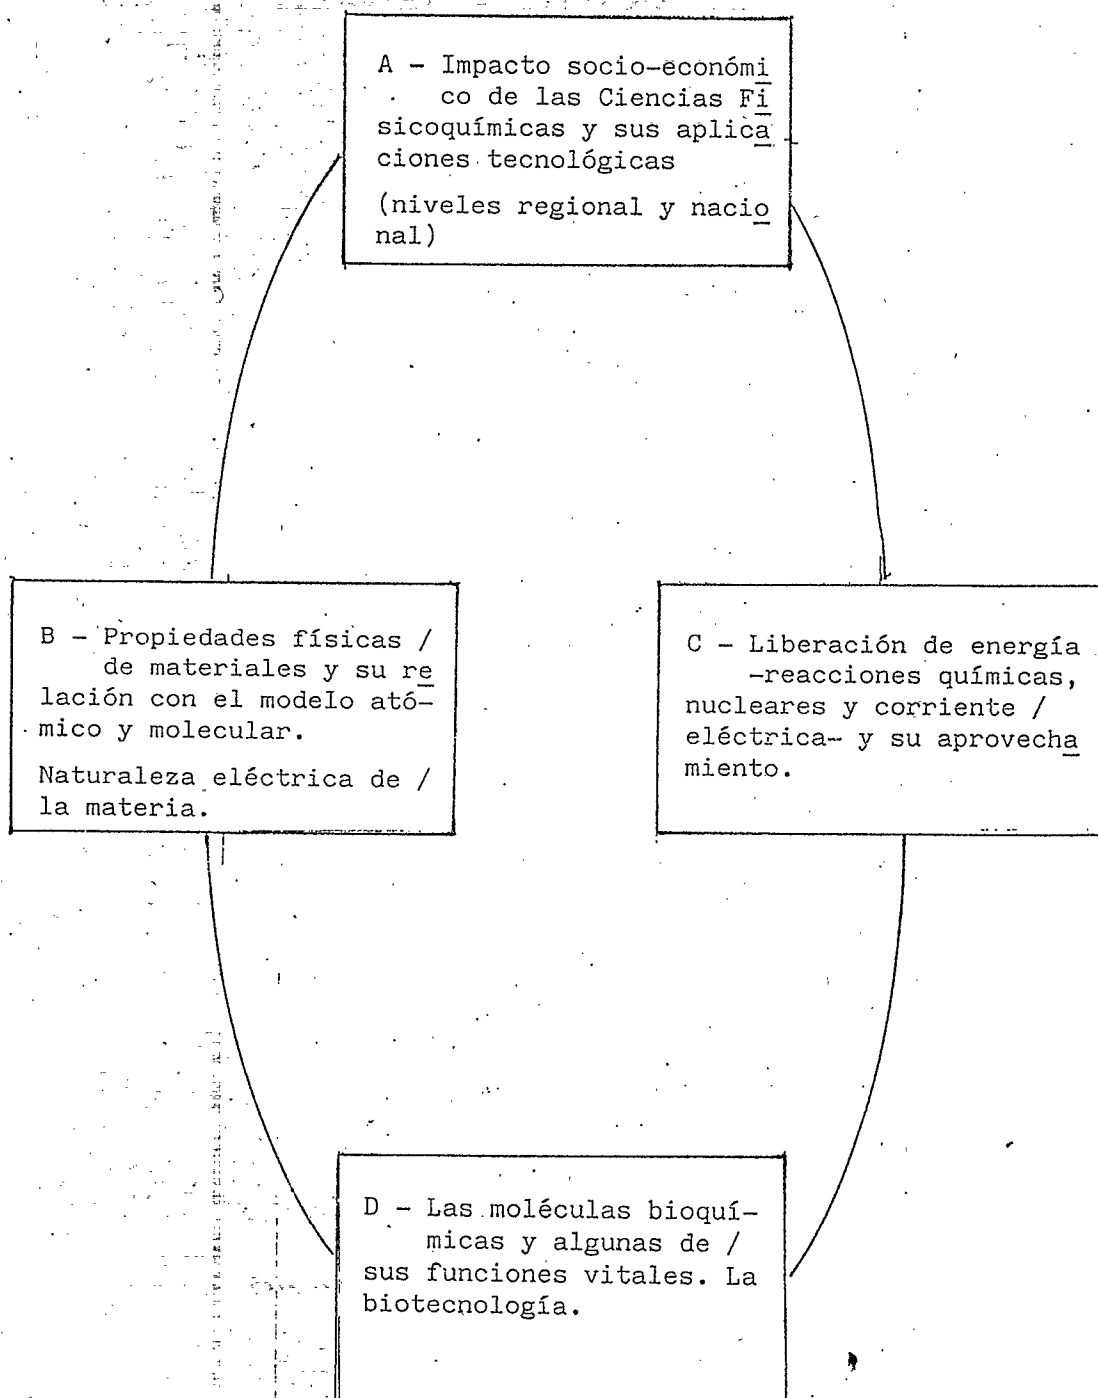 A - Impacto socio-económi
co de las Ciencias Fi
sicoquímicas y sus aplica
ciones tecnológicas
(niveles regional y nacio
nal)
B - Propiedades físicas /
de materiales y su re
lación con el modelo ató-
mico y molecular.
Naturaleza eléctrica de /
la materia.
C - Liberación de energía
-reacciones químicas,
nucleares y corriente /
eléctrica- y su aprovecha
miento.
D - Las moléculas bioquí-
micas y algunas de /
sus funciones vitales. La
biotecnología.